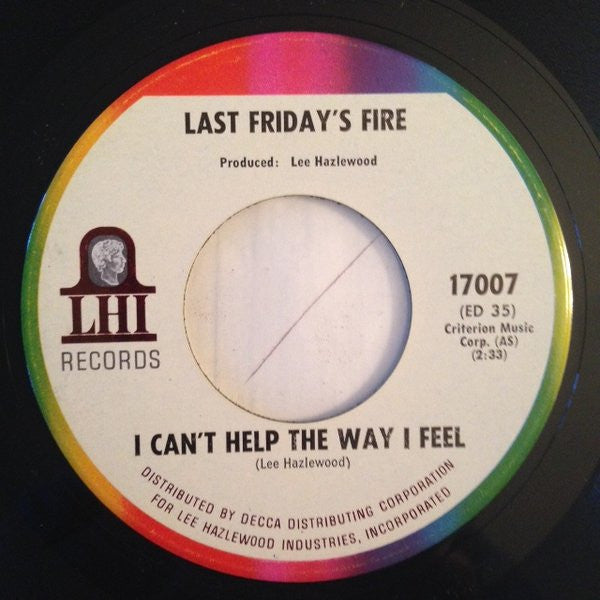 LAST FRIDAY'S FIRE
Produced: Lee Hazlewood
LHI
RECORDS
17007
(ED 35)
Criterion Music
Corp. (AS)
(2:33)
I CAN'T HELP THE WAY I FEEL
(Lee Hazlewood)
DISTRIBUTED BY DECCA DISTRIBUTING CORPORATION
FOR LEE HAZLEWOOD INDUSTRIES, INCORPORATED